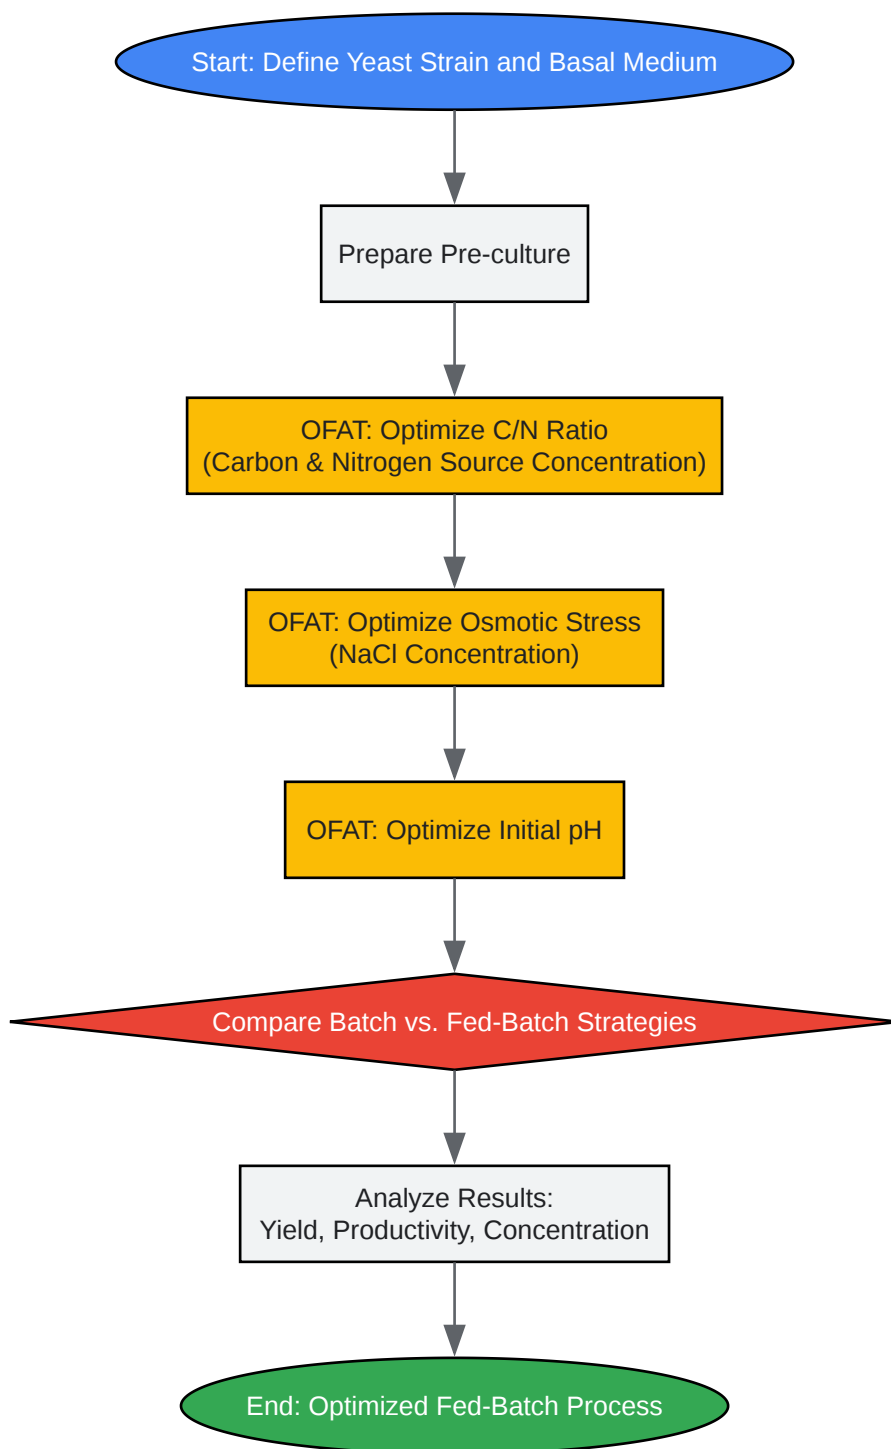 Start: Define Yeast Strain and Basal Medium
Prepare Pre-culture
OFAT: Optimize C/N Ratio
(Carbon & Nitrogen Source Concentration)
OFAT: Optimize Osmotic Stress
(NaCl Concentration)
OFAT: Optimize Initial pH
Compare Batch vs. Fed-Batch Strategies
Analyze Results:
Yield, Productivity, Concentration
End: Optimized Fed-Batch Process